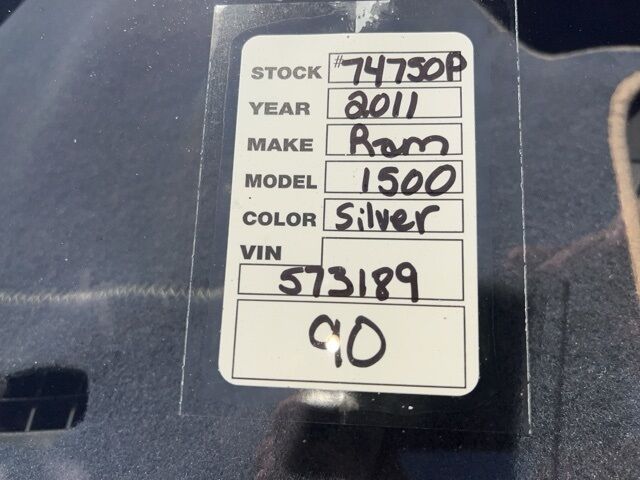 STOCK #74750P
YEAR 2011
MAKE Ram
MODEL 1500
COLOR Silver
VIN
573189
90